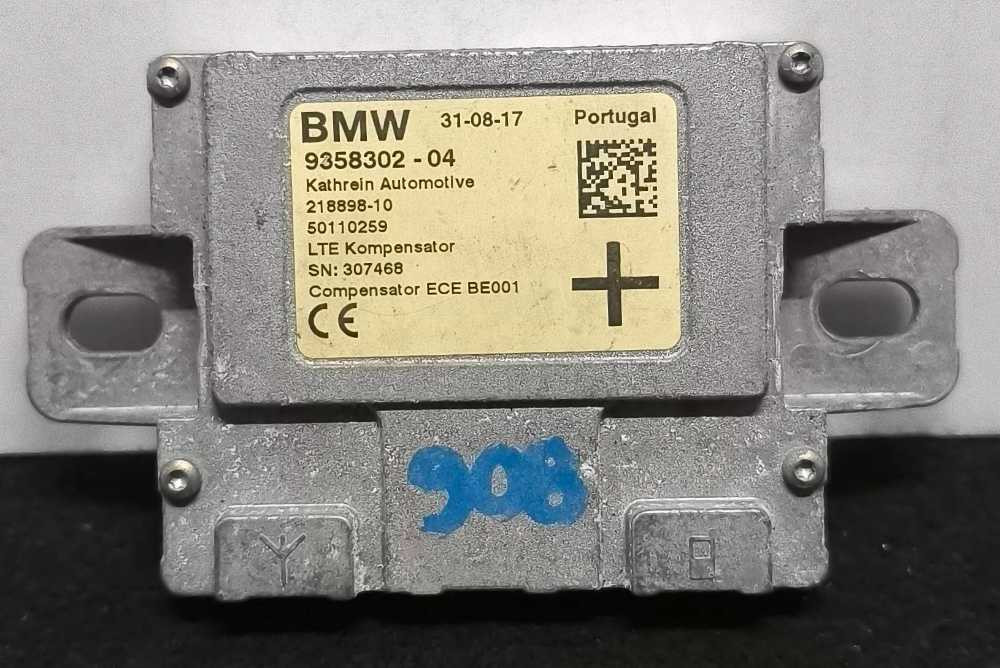 BMW 31-08-17 Portugal
9358302 - 04
Kathrein Automotive
218898-10
50110259
LTE Kompensator
SN: 307468
Compensator ECE BE001
CE
908